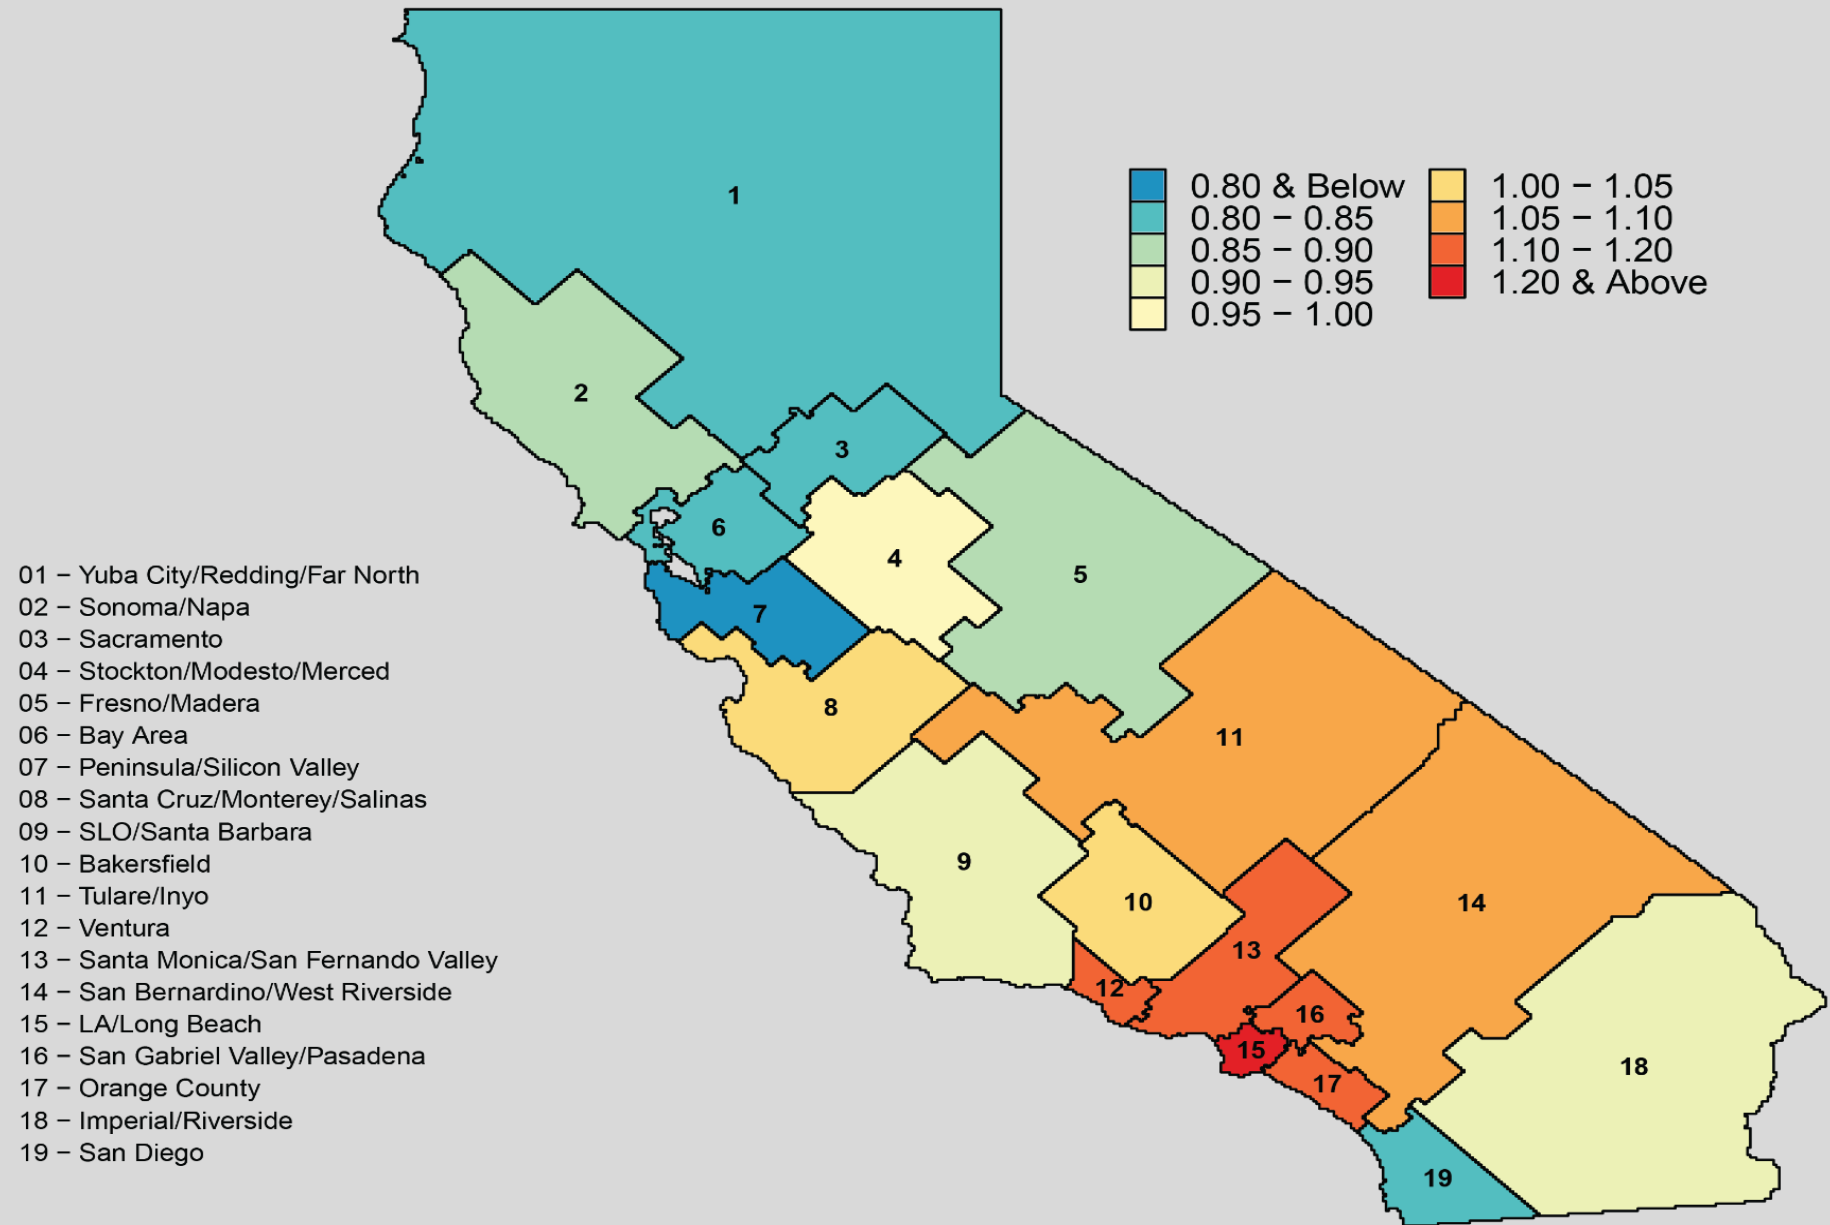 1
0.80 & Below
1.00 − 1.05
0.80 − 0.85
1.05 − 1.10
0.85 − 0.90
1.10 − 1.20
0.90 − 0.95
1.20 & Above
0.95 − 1.00
2
3
6
4
5
7
8
11
9
10
14
13
12
16
15
18
17
19
01 − Yuba City/Redding/Far North
02 − Sonoma/Napa
03 − Sacramento
04 − Stockton/Modesto/Merced
05 − Fresno/Madera
06 − Bay Area
07 − Peninsula/Silicon Valley
08 − Santa Cruz/Monterey/Salinas
09 − SLO/Santa Barbara
10 − Bakersfield
11 − Tulare/Inyo
12 − Ventura
13 − Santa Monica/San Fernando Valley
14 − San Bernardino/West Riverside
15 − LA/Long Beach
16 − San Gabriel Valley/Pasadena
17 − Orange County
18 − Imperial/Riverside
19 − San Diego